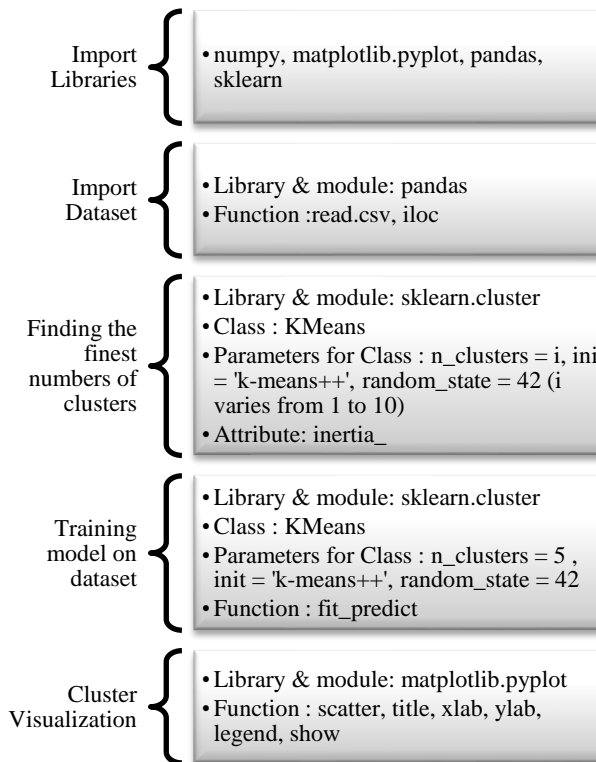 Import
Libraries
• numpy, matplotlib.pyplot, pandas,
sklearn
Import
Dataset
• Library & module: pandas
• Function :read.csv, iloc
Finding the
finest
numbers of
clusters
• Library & module: sklearn.cluster
• Class : KMeans
• Parameters for Class : n_clusters = i, init
= 'k-means++', random_state = 42 (i
varies from 1 to 10)
• Attribute: inertia_
Training
model on
dataset
• Library & module: sklearn.cluster
• Class : KMeans
• Parameters for Class : n_clusters = 5 ,
init = 'k-means++', random_state = 42
• Function : fit_predict
Cluster
Visualization
• Library & module: matplotlib.pyplot
• Function : scatter, title, xlab, ylab,
legend, show